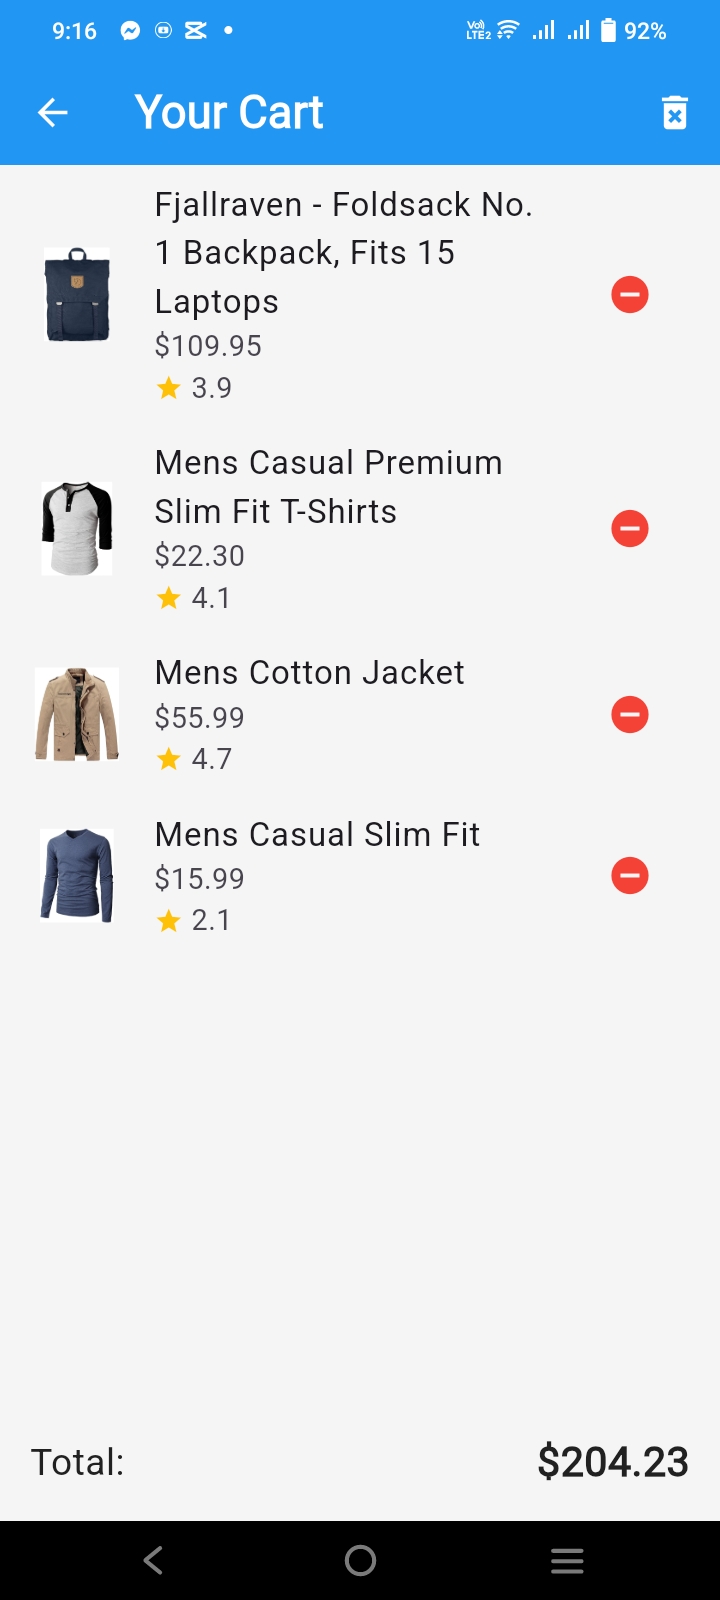 9:16
Vo)) LTE2 92%
Your Cart
Fjallraven - Foldsack No.
1 Backpack, Fits 15
Laptops
$109.95
3.9
Mens Casual Premium
Slim Fit T-Shirts
$22.30
4.1
Mens Cotton Jacket
$55.99
4.7
Mens Casual Slim Fit
$15.99
2.1
Total: $204.23